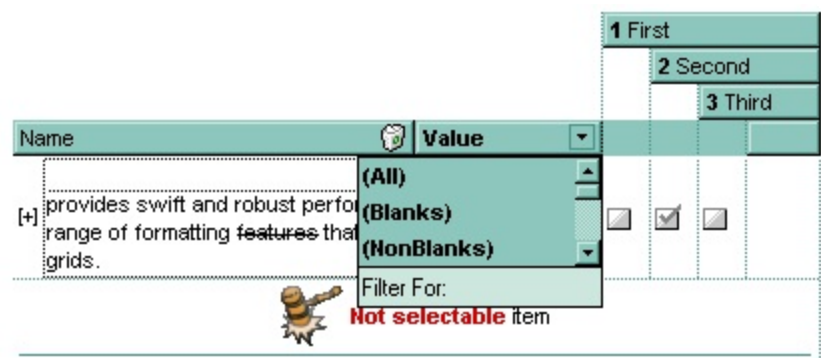 1 First
2 Second
3 Third
Name
Value
(All)
(Blanks)
(NonBlanks)
Filter For:
[+]
provides swift and robust perfo
range of formatting features that
grids.
Not selectable item